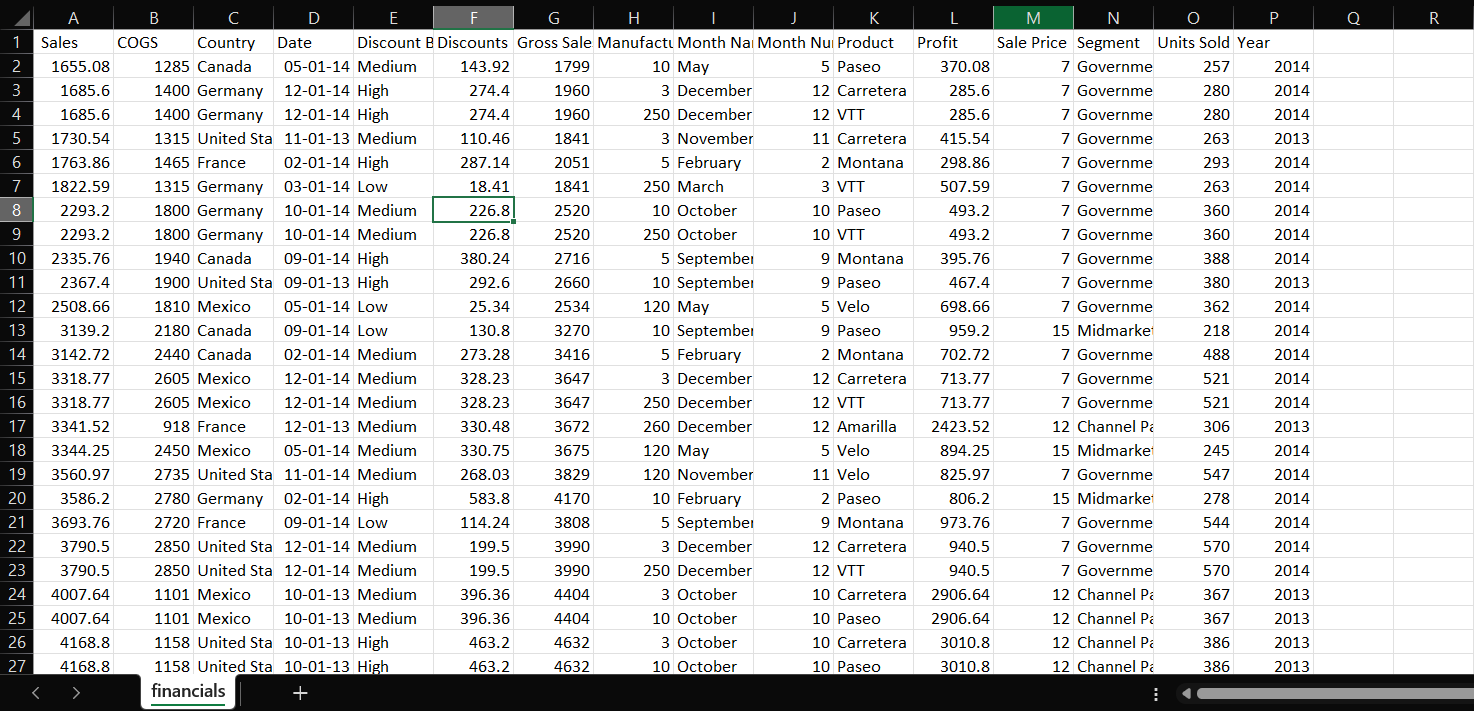 A B C D E F G H I J K L M N O P Q R
1 Sales COGS Country Date Discount B Discounts Gross Sale Manufactu Month Na Month Nu Product Profit Sale Price Segment Units Sold Year
2 1655.08 1285 Canada 05-01-14 Medium 143.92 1799 10 May 5 Paseo 370.08 7 Governme 257 2014
3 1685.6 1400 Germany 12-01-14 High 274.4 1960 3 December 12 Carretera 285.6 7 Governme 280 2014
4 1685.6 1400 Germany 12-01-14 High 274.4 1960 250 December 12 VTT 285.6 7 Governme 280 2014
5 1730.54 1315 United Sta 11-01-13 Medium 110.46 1841 3 November 11 Carretera 415.54 7 Governme 263 2013
6 1763.86 1465 France 02-01-14 High 287.14 2051 5 February 2 Montana 298.86 7 Governme 293 2014
7 1822.59 1315 Germany 03-01-14 Low 18.41 1841 250 March 3 VTT 507.59 7 Governme 263 2014
8 2293.2 1800 Germany 10-01-14 Medium 226.8 2520 10 October 10 Paseo 493.2 7 Governme 360 2014
9 2293.2 1800 Germany 10-01-14 Medium 226.8 2520 250 October 10 VTT 493.2 7 Governme 360 2014
10 2335.76 1940 Canada 09-01-14 High 380.24 2716 5 September 9 Montana 395.76 7 Governme 388 2014
11 2367.4 1900 United Sta 09-01-13 High 292.6 2660 10 September 9 Paseo 467.4 7 Governme 380 2013
12 2508.66 1810 Mexico 05-01-14 Low 25.34 2534 120 May 5 Velo 698.66 7 Governme 362 2014
13 3139.2 2180 Canada 09-01-14 Low 130.8 3270 10 September 9 Paseo 959.2 15 Midmarket 218 2014
14 3142.72 2440 Canada 02-01-14 Medium 273.28 3416 5 February 2 Montana 702.72 7 Governme 488 2014
15 3318.77 2605 Mexico 12-01-14 Medium 328.23 3647 3 December 12 Carretera 713.77 7 Governme 521 2014
16 3318.77 2605 Mexico 12-01-14 Medium 328.23 3647 250 December 12 VTT 713.77 7 Governme 521 2014
17 3341.52 918 France 12-01-13 Medium 330.48 3672 260 December 12 Amarilla 2423.52 12 Channel Pa 306 2013
18 3344.25 2450 Mexico 05-01-14 Medium 330.75 3675 120 May 5 Velo 894.25 15 Midmarket 245 2014
19 3560.97 2735 United Sta 11-01-14 Medium 268.03 3829 120 November 11 Velo 825.97 7 Governme 547 2014
20 3586.2 2780 Germany 02-01-14 High 583.8 4170 10 February 2 Paseo 806.2 15 Midmarket 278 2014
21 3693.76 2720 France 09-01-14 Low 114.24 3808 5 September 9 Montana 973.76 7 Governme 544 2014
22 3790.5 2850 United Sta 12-01-14 Medium 199.5 3990 3 December 12 Carretera 940.5 7 Governme 570 2014
23 3790.5 2850 United Sta 12-01-14 Medium 199.5 3990 250 December 12 VTT 940.5 7 Governme 570 2014
24 4007.64 1101 Mexico 10-01-13 Medium 396.36 4404 3 October 10 Carretera 2906.64 12 Channel Pa 367 2013
25 4007.64 1101 Mexico 10-01-13 Medium 396.36 4404 10 October 10 Paseo 2906.64 12 Channel Pa 367 2013
26 4168.8 1158 United Sta 10-01-13 High 463.2 4632 3 October 10 Carretera 3010.8 12 Channel Pa 386 2013
27 4168.8 1158 United Sta 10-01-13 High 463.2 4632 10 October 10 Paseo 3010.8 12 Channel Pa 386 2013
financials